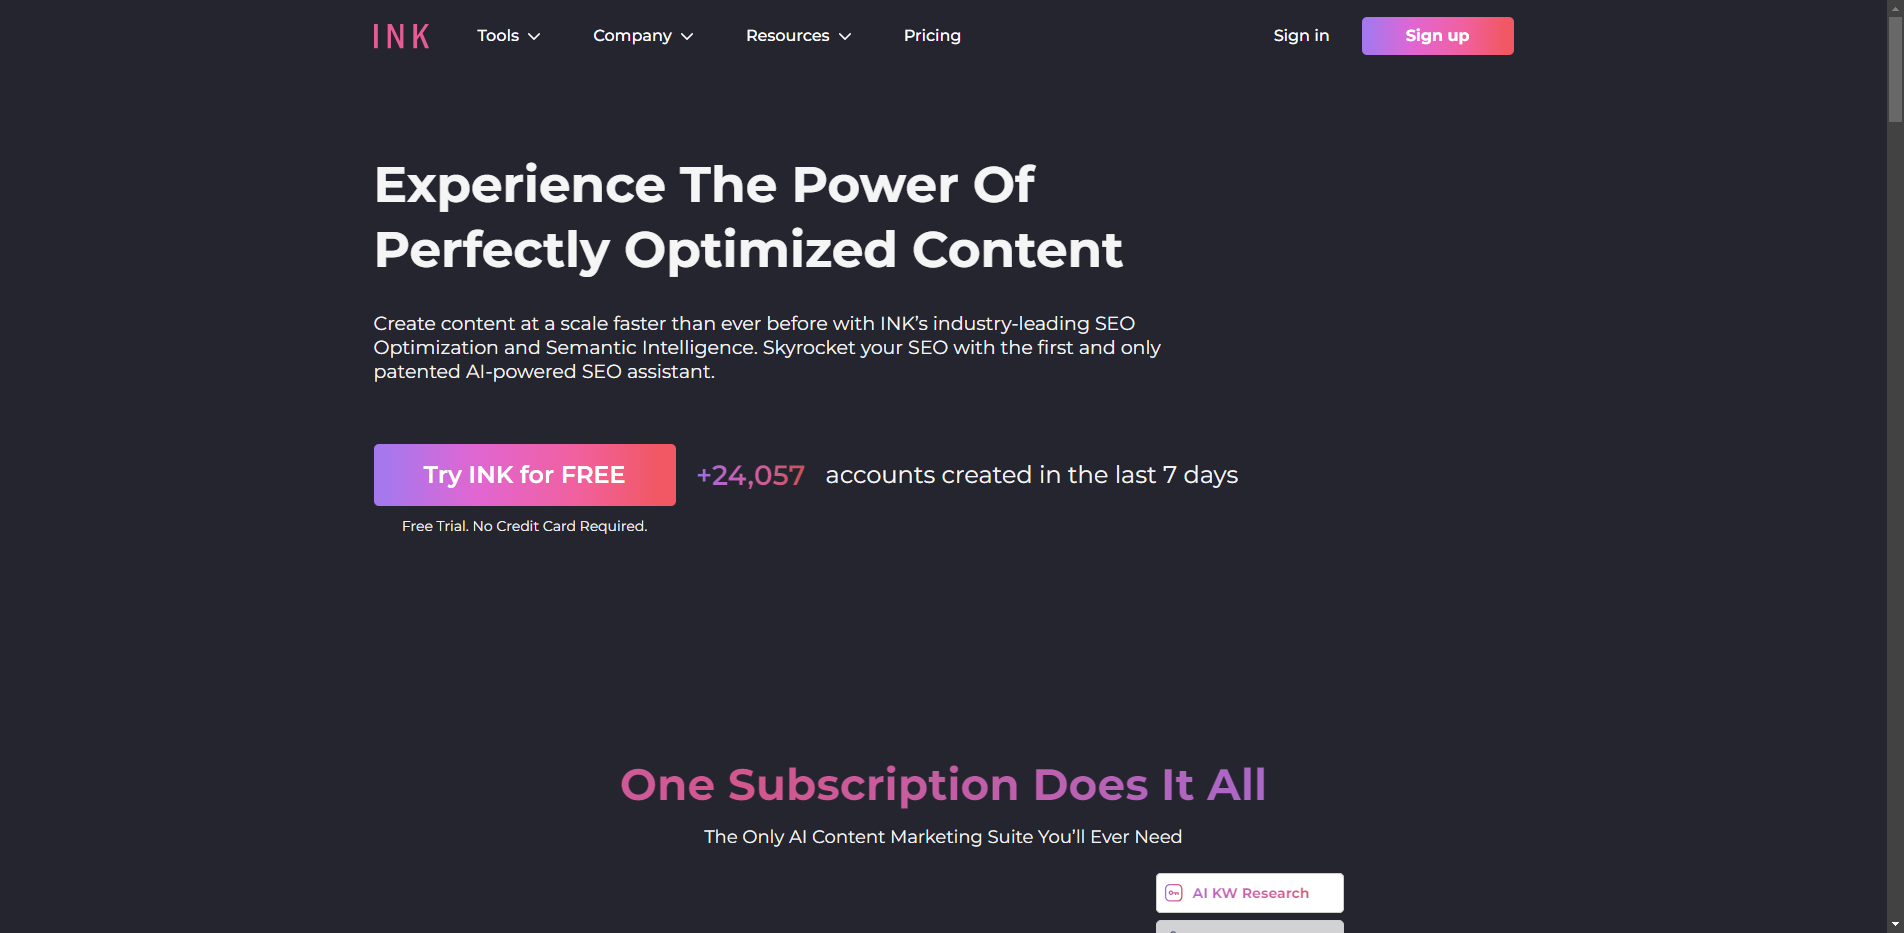 INK
Tools
Company
Resources
Pricing
Sign in
Sign up
Experience The Power Of
Perfectly Optimized Content
Create content at a scale faster than ever before with INK’s industry-leading SEO
Optimization and Semantic Intelligence. Skyrocket your SEO with the first and only
patented AI-powered SEO assistant.
Try INK for FREE
+24,057 accounts created in the last 7 days
Free Trial. No Credit Card Required.
One Subscription Does It All
The Only AI Content Marketing Suite You’ll Ever Need
AI KW Research